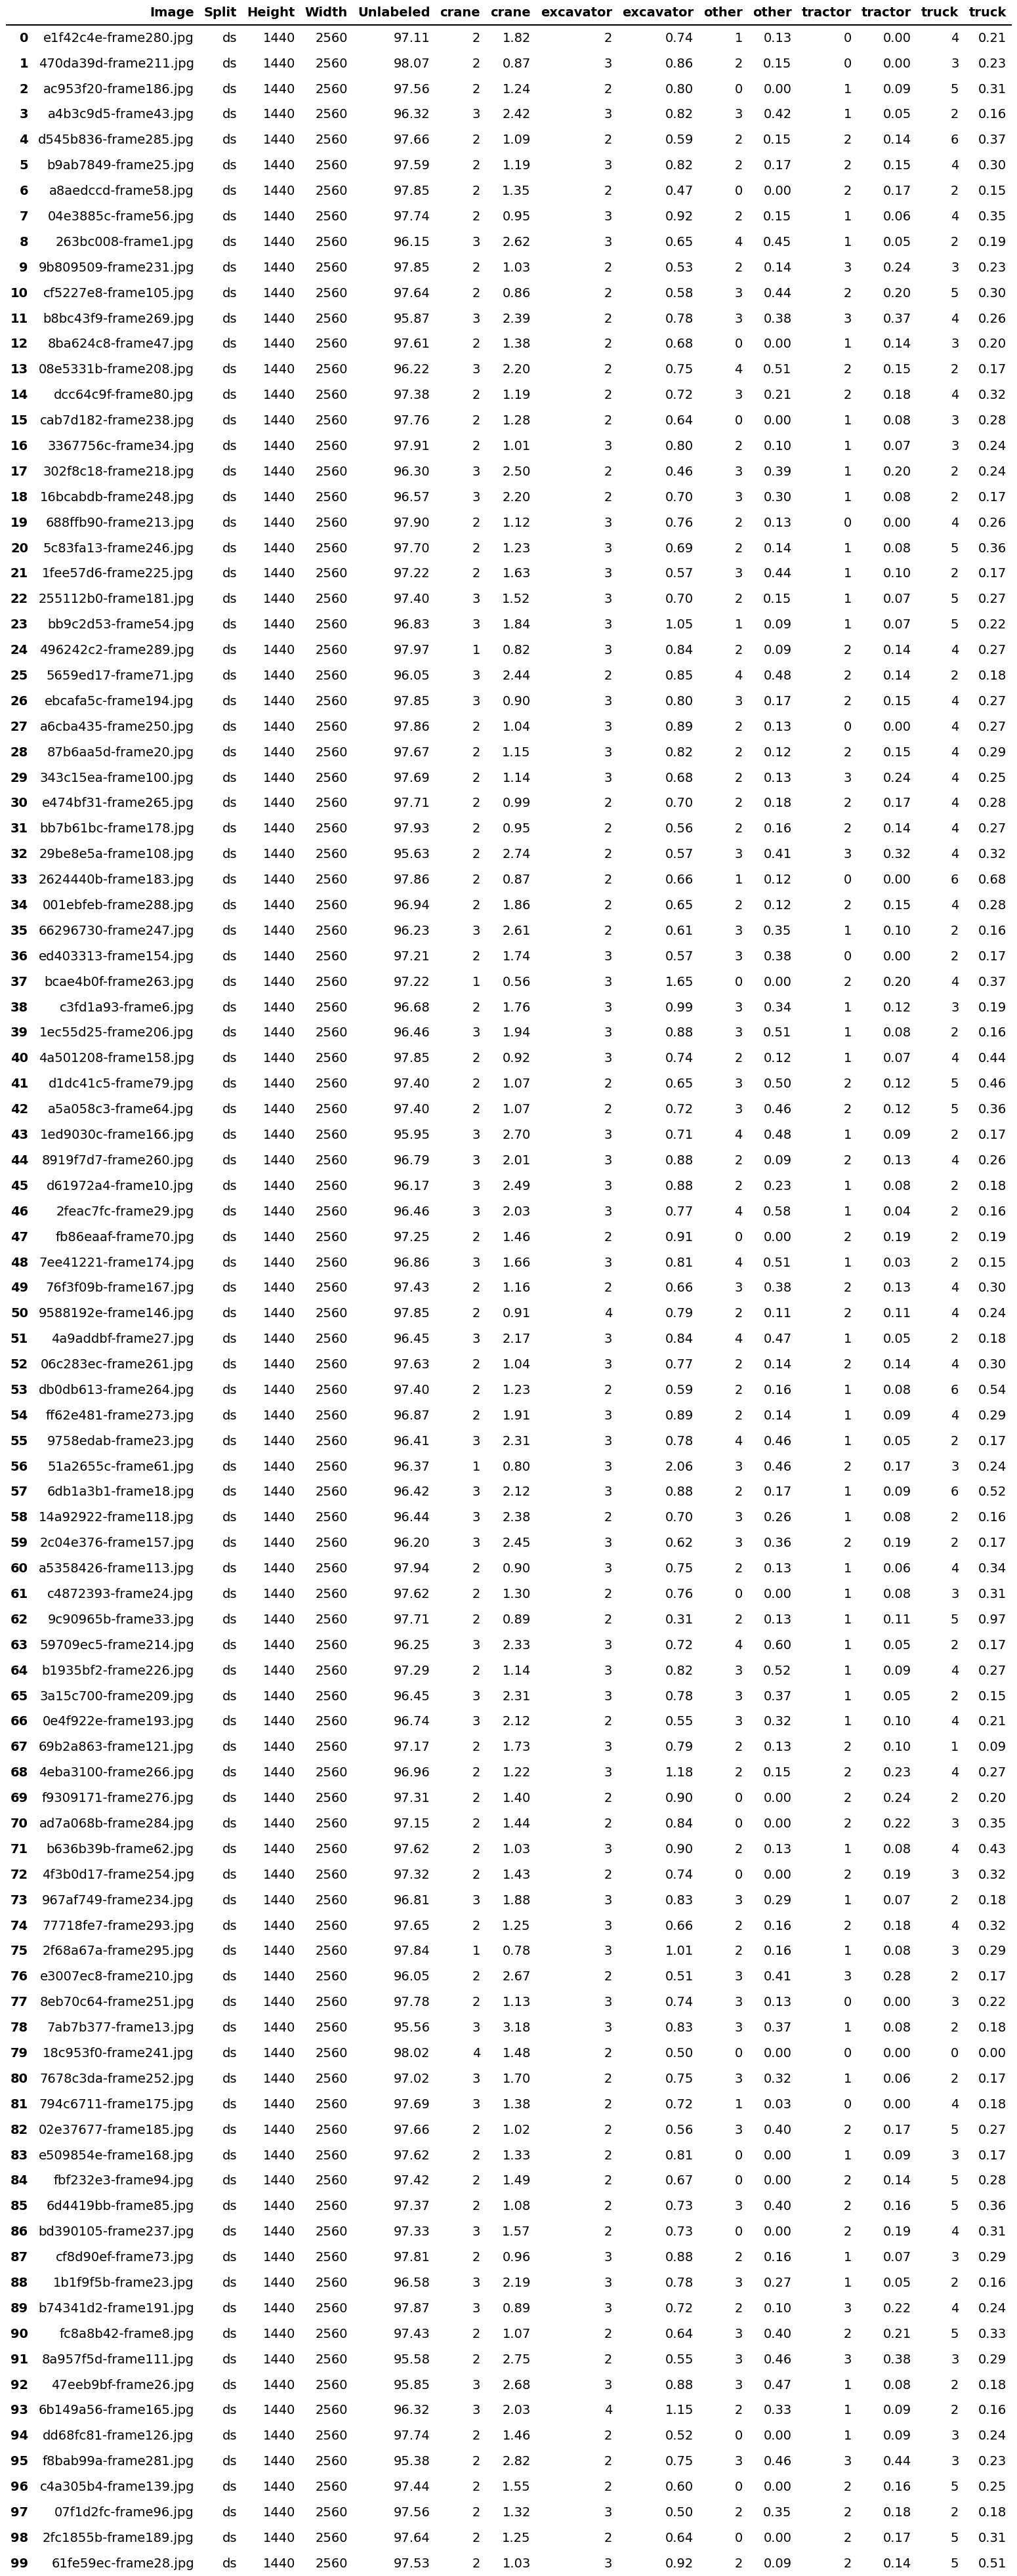 Image Split Height Width Unlabeled crane crane excavator excavator other other tractor tractor truck truck
0 e1f42c4e-frame280.jpg ds 1440 2560 97.11 2 1.82 2 0.74 1 0.13 0 0.00 4 0.21
1 470da39d-frame211.jpg ds 1440 2560 98.07 2 0.87 3 0.86 2 0.15 0 0.00 3 0.23
2 ac953f20-frame186.jpg ds 1440 2560 97.56 2 1.24 2 0.80 0 0.00 1 0.09 5 0.31
3 a4b3c9d5-frame43.jpg ds 1440 2560 96.32 3 2.42 3 0.82 3 0.42 1 0.05 2 0.16
4 d545b836-frame285.jpg ds 1440 2560 97.66 2 1.09 2 0.59 2 0.15 2 0.14 6 0.37
5 b9ab7849-frame25.jpg ds 1440 2560 97.59 2 1.19 3 0.82 2 0.17 2 0.15 4 0.30
6 a8aedccd-frame58.jpg ds 1440 2560 97.85 2 1.35 2 0.47 0 0.00 2 0.17 2 0.15
7 04e3885c-frame56.jpg ds 1440 2560 97.74 2 0.95 3 0.92 2 0.15 1 0.06 4 0.35
8 263bc008-frame1.jpg ds 1440 2560 96.15 3 2.62 3 0.65 4 0.45 1 0.05 2 0.19
9 9b809509-frame231.jpg ds 1440 2560 97.85 2 1.03 2 0.53 2 0.14 3 0.24 3 0.23
10 cf5227e8-frame105.jpg ds 1440 2560 97.64 2 0.86 2 0.58 3 0.44 2 0.20 5 0.30
11 b8bc43f9-frame269.jpg ds 1440 2560 95.87 3 2.39 2 0.78 3 0.38 3 0.37 4 0.26
12 8ba624c8-frame47.jpg ds 1440 2560 97.61 2 1.38 2 0.68 0 0.00 1 0.14 3 0.20
13 08e5331b-frame208.jpg ds 1440 2560 96.22 3 2.20 2 0.75 4 0.51 2 0.15 2 0.17
14 dcc64c9f-frame80.jpg ds 1440 2560 97.38 2 1.19 2 0.72 3 0.21 2 0.18 4 0.32
15 cab7d182-frame238.jpg ds 1440 2560 97.76 2 1.28 2 0.64 0 0.00 1 0.08 3 0.28
16 3367756c-frame34.jpg ds 1440 2560 97.91 2 1.01 3 0.80 2 0.10 1 0.07 3 0.24
17 302f8c18-frame218.jpg ds 1440 2560 96.30 3 2.50 2 0.46 3 0.39 1 0.20 2 0.24
18 16bcabdb-frame248.jpg ds 1440 2560 96.57 3 2.20 2 0.70 3 0.30 1 0.08 2 0.17
19 688ffb90-frame213.jpg ds 1440 2560 97.90 2 1.12 3 0.76 2 0.13 0 0.00 4 0.26
20 5c83fa13-frame246.jpg ds 1440 2560 97.70 2 1.23 3 0.69 2 0.14 1 0.08 5 0.36
21 1fee57d6-frame225.jpg ds 1440 2560 97.22 2 1.63 3 0.57 3 0.44 1 0.10 2 0.17
22 255112b0-frame181.jpg ds 1440 2560 97.40 3 1.52 3 0.70 2 0.15 1 0.07 5 0.27
23 bb9c2d53-frame54.jpg ds 1440 2560 96.83 3 1.84 3 1.05 1 0.09 1 0.07 5 0.22
24 496242c2-frame289.jpg ds 1440 2560 97.97 1 0.82 3 0.84 2 0.09 2 0.14 4 0.27
25 5659ed17-frame71.jpg ds 1440 2560 96.05 3 2.44 2 0.85 4 0.48 2 0.14 2 0.18
26 ebcafa5c-frame194.jpg ds 1440 2560 97.85 3 0.90 3 0.80 3 0.17 2 0.15 4 0.27
27 a6cba435-frame250.jpg ds 1440 2560 97.86 2 1.04 3 0.89 2 0.13 0 0.00 4 0.27
28 87b6aa5d-frame20.jpg ds 1440 2560 97.67 2 1.15 3 0.82 2 0.12 2 0.15 4 0.29
29 343c15ea-frame100.jpg ds 1440 2560 97.69 2 1.14 3 0.68 2 0.13 3 0.24 4 0.25
30 e474bf31-frame265.jpg ds 1440 2560 97.71 2 0.99 2 0.70 2 0.18 2 0.17 4 0.28
31 bb7b61bc-frame178.jpg ds 1440 2560 97.93 2 0.95 2 0.56 2 0.16 2 0.14 4 0.27
32 29be8e5a-frame108.jpg ds 1440 2560 95.63 2 2.74 2 0.57 3 0.41 3 0.32 4 0.32
33 2624440b-frame183.jpg ds 1440 2560 97.86 2 0.87 2 0.66 1 0.12 0 0.00 6 0.68
34 001ebfeb-frame288.jpg ds 1440 2560 96.94 2 1.86 2 0.65 2 0.12 2 0.15 4 0.28
35 66296730-frame247.jpg ds 1440 2560 96.23 3 2.61 2 0.61 3 0.35 1 0.10 2 0.16
36 ed403313-frame154.jpg ds 1440 2560 97.21 2 1.74 3 0.57 3 0.38 0 0.00 2 0.17
37 bcae4b0f-frame263.jpg ds 1440 2560 97.22 1 0.56 3 1.65 0 0.00 2 0.20 4 0.37
38 c3fd1a93-frame6.jpg ds 1440 2560 96.68 2 1.76 3 0.99 3 0.34 1 0.12 3 0.19
39 1ec55d25-frame206.jpg ds 1440 2560 96.46 3 1.94 3 0.88 3 0.51 1 0.08 2 0.16
40 4a501208-frame158.jpg ds 1440 2560 97.85 2 0.92 3 0.74 2 0.12 1 0.07 4 0.44
41 d1dc41c5-frame79.jpg ds 1440 2560 97.40 2 1.07 2 0.65 3 0.50 2 0.12 5 0.46
42 a5a058c3-frame64.jpg ds 1440 2560 97.40 2 1.07 2 0.72 3 0.46 2 0.12 5 0.36
43 1ed9030c-frame166.jpg ds 1440 2560 95.95 3 2.70 3 0.71 4 0.48 1 0.09 2 0.17
44 8919f7d7-frame260.jpg ds 1440 2560 96.79 3 2.01 3 0.88 2 0.09 2 0.13 4 0.26
45 d61972a4-frame10.jpg ds 1440 2560 96.17 3 2.49 3 0.88 2 0.23 1 0.08 2 0.18
46 2feac7fc-frame29.jpg ds 1440 2560 96.46 3 2.03 3 0.77 4 0.58 1 0.04 2 0.16
47 fb86eaaf-frame70.jpg ds 1440 2560 97.25 2 1.46 2 0.91 0 0.00 2 0.19 2 0.19
48 7ee41221-frame174.jpg ds 1440 2560 96.86 3 1.66 3 0.81 4 0.51 1 0.03 2 0.15
49 76f3f09b-frame167.jpg ds 1440 2560 97.43 2 1.16 2 0.66 3 0.38 2 0.13 4 0.30
50 9588192e-frame146.jpg ds 1440 2560 97.85 2 0.91 4 0.79 2 0.11 2 0.11 4 0.24
51 4a9addbf-frame27.jpg ds 1440 2560 96.45 3 2.17 3 0.84 4 0.47 1 0.05 2 0.18
52 06c283ec-frame261.jpg ds 1440 2560 97.63 2 1.04 3 0.77 2 0.14 2 0.14 4 0.30
53 db0db613-frame264.jpg ds 1440 2560 97.40 2 1.23 2 0.59 2 0.16 1 0.08 6 0.54
54 ff62e481-frame273.jpg ds 1440 2560 96.87 2 1.91 3 0.89 2 0.14 1 0.09 4 0.29
55 9758edab-frame23.jpg ds 1440 2560 96.41 3 2.31 3 0.78 4 0.46 1 0.05 2 0.17
56 51a2655c-frame61.jpg ds 1440 2560 96.37 1 0.80 3 2.06 3 0.46 2 0.17 3 0.24
57 6db1a3b1-frame18.jpg ds 1440 2560 96.42 3 2.12 3 0.88 2 0.17 1 0.09 6 0.52
58 14a92922-frame118.jpg ds 1440 2560 96.44 3 2.38 2 0.70 3 0.26 1 0.08 2 0.16
59 2c04e376-frame157.jpg ds 1440 2560 96.20 3 2.45 3 0.62 3 0.36 2 0.19 2 0.17
60 a5358426-frame113.jpg ds 1440 2560 97.94 2 0.90 3 0.75 2 0.13 1 0.06 4 0.34
61 c4872393-frame24.jpg ds 1440 2560 97.62 2 1.30 2 0.76 0 0.00 1 0.08 3 0.31
62 9c90965b-frame33.jpg ds 1440 2560 97.71 2 0.89 2 0.31 2 0.13 1 0.11 5 0.97
63 59709ec5-frame214.jpg ds 1440 2560 96.25 3 2.33 3 0.72 4 0.60 1 0.05 2 0.17
64 b1935bf2-frame226.jpg ds 1440 2560 97.29 2 1.14 3 0.82 3 0.52 1 0.09 4 0.27
65 3a15c700-frame209.jpg ds 1440 2560 96.45 3 2.31 3 0.78 3 0.37 1 0.05 2 0.15
66 0e4f922e-frame193.jpg ds 1440 2560 96.74 3 2.12 2 0.55 3 0.32 1 0.10 4 0.21
67 69b2a863-frame121.jpg ds 1440 2560 97.17 2 1.73 3 0.79 2 0.13 2 0.10 1 0.09
68 4eba3100-frame266.jpg ds 1440 2560 96.96 2 1.22 3 1.18 2 0.15 2 0.23 4 0.27
69 f9309171-frame276.jpg ds 1440 2560 97.31 2 1.40 2 0.90 0 0.00 2 0.24 2 0.20
70 ad7a068b-frame284.jpg ds 1440 2560 97.15 2 1.44 2 0.84 0 0.00 2 0.22 3 0.35
71 b636b39b-frame62.jpg ds 1440 2560 97.62 2 1.03 3 0.90 2 0.13 1 0.08 4 0.43
72 4f3b0d17-frame254.jpg ds 1440 2560 97.32 2 1.43 2 0.74 0 0.00 2 0.19 3 0.32
73 967af749-frame234.jpg ds 1440 2560 96.81 3 1.88 3 0.83 3 0.29 1 0.07 2 0.18
74 77718fe7-frame293.jpg ds 1440 2560 97.65 2 1.25 3 0.66 2 0.16 2 0.18 4 0.32
75 2f68a67a-frame295.jpg ds 1440 2560 97.84 1 0.78 3 1.01 2 0.16 1 0.08 3 0.29
76 e3007ec8-frame210.jpg ds 1440 2560 96.05 2 2.67 2 0.51 3 0.41 3 0.28 2 0.17
77 8eb70c64-frame251.jpg ds 1440 2560 97.78 2 1.13 3 0.74 3 0.13 0 0.00 3 0.22
78 7ab7b377-frame13.jpg ds 1440 2560 95.56 3 3.18 3 0.83 3 0.37 1 0.08 2 0.18
79 18c953f0-frame241.jpg ds 1440 2560 98.02 4 1.48 2 0.50 0 0.00 0 0.00 0 0.00
80 7678c3da-frame252.jpg ds 1440 2560 97.02 3 1.70 2 0.75 3 0.32 1 0.06 2 0.17
81 794c6711-frame175.jpg ds 1440 2560 97.69 3 1.38 2 0.72 1 0.03 0 0.00 4 0.18
82 02e37677-frame185.jpg ds 1440 2560 97.66 2 1.02 2 0.56 3 0.40 2 0.17 5 0.27
83 e509854e-frame168.jpg ds 1440 2560 97.62 2 1.33 2 0.81 0 0.00 1 0.09 3 0.17
84 fbf232e3-frame94.jpg ds 1440 2560 97.42 2 1.49 2 0.67 0 0.00 2 0.14 5 0.28
85 6d4419bb-frame85.jpg ds 1440 2560 97.37 2 1.08 2 0.73 3 0.40 2 0.16 5 0.36
86 bd390105-frame237.jpg ds 1440 2560 97.33 3 1.57 2 0.73 0 0.00 2 0.19 4 0.31
87 cf8d90ef-frame73.jpg ds 1440 2560 97.81 2 0.96 3 0.88 2 0.16 1 0.07 3 0.29
88 1b1f9f5b-frame23.jpg ds 1440 2560 96.58 3 2.19 3 0.78 3 0.27 1 0.05 2 0.16
89 b74341d2-frame191.jpg ds 1440 2560 97.87 3 0.89 3 0.72 2 0.10 3 0.22 4 0.24
90 fc8a8b42-frame8.jpg ds 1440 2560 97.43 2 1.07 2 0.64 3 0.40 2 0.21 5 0.33
91 8a957f5d-frame111.jpg ds 1440 2560 95.58 2 2.75 2 0.55 3 0.46 3 0.38 3 0.29
92 47eeb9bf-frame26.jpg ds 1440 2560 95.85 3 2.68 3 0.88 3 0.47 1 0.08 2 0.18
93 6b149a56-frame165.jpg ds 1440 2560 96.32 3 2.03 4 1.15 2 0.33 1 0.09 2 0.16
94 dd68fc81-frame126.jpg ds 1440 2560 97.74 2 1.46 2 0.52 0 0.00 1 0.09 3 0.24
95 f8bab99a-frame281.jpg ds 1440 2560 95.38 2 2.82 2 0.75 3 0.46 3 0.44 3 0.23
96 c4a305b4-frame139.jpg ds 1440 2560 97.44 2 1.55 2 0.60 0 0.00 2 0.16 5 0.25
97 07f1d2fc-frame96.jpg ds 1440 2560 97.56 2 1.32 3 0.50 2 0.35 2 0.18 2 0.18
98 2fc1855b-frame189.jpg ds 1440 2560 97.64 2 1.25 2 0.64 0 0.00 2 0.17 5 0.31
99 61fe59ec-frame28.jpg ds 1440 2560 97.53 2 1.03 3 0.92 2 0.09 2 0.14 5 0.51